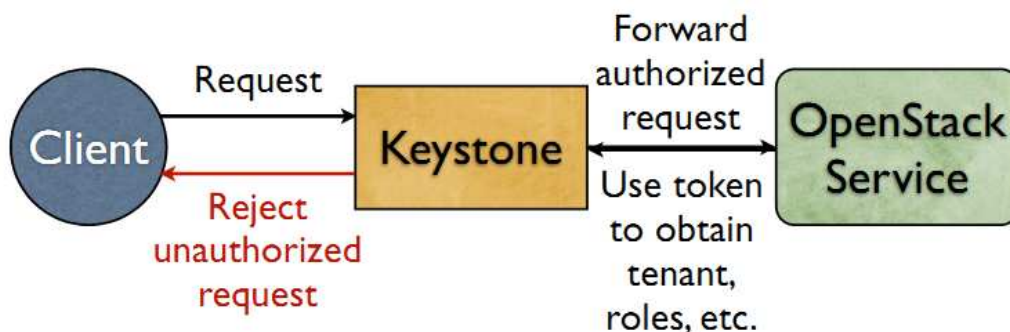 Client
Request
Reject
unauthorized
request
Keystone
Forward
authorized
request
Use token
to obtain
tenant,
roles, etc.
OpenStack
Service